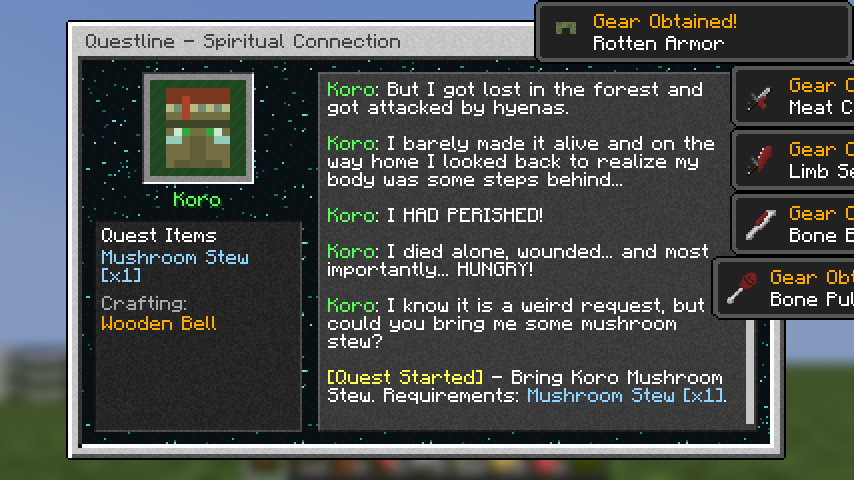 Questline - Spiritual Connection
Koro
Quest Items
Mushroom Stew
[x1]
Crafting:
Wooden Bell
Koro: But I got lost in the forest and
got attacked by hyenas.
Koro: I barely made it alive and on the
way home I looked back to realize my
body was some steps behind...
Koro: I HAD PERISHED!
Koro: I died alone, wounded... and most
importantly... HUNGRY!
Koro: I know it is a weird request, but
could you bring me some mushroom
stew?
[Quest Started] - Bring Koro Mushroom
Stew. Requirements: Mushroom Stew [x1].
Gear Obtained!
Rotten Armor
Gear
Meat
Gear
Limb
Gear
Bone
Gear
Bone